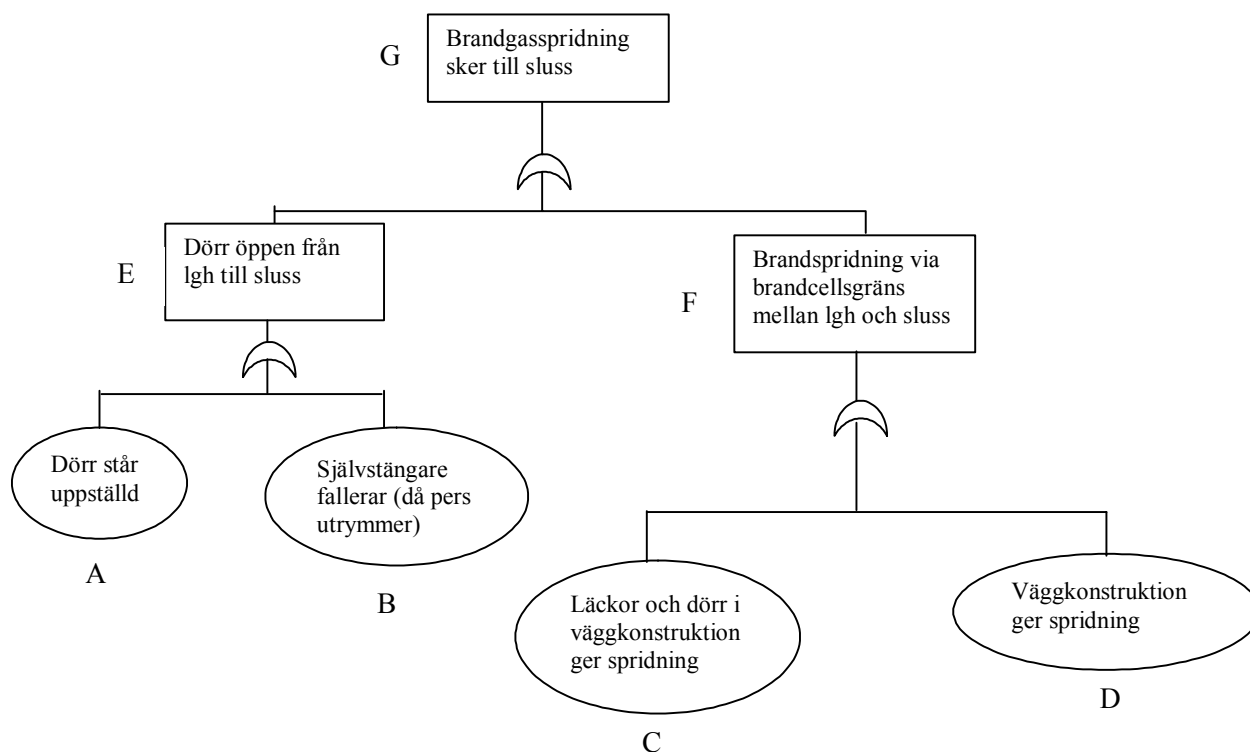 G
Brandgasspridning
sker till sluss
E
Dörr öppen från
lgh till sluss
F
Brandspridning via
brandcellsgräns
mellan lgh och sluss
Dörr står
uppställd
A
Självstängare
fallerar (då pers
utrymmer)
B
Läckor och dörr i
väggkonstruktion
ger spridning
C
Väggkonstruktion
ger spridning
D